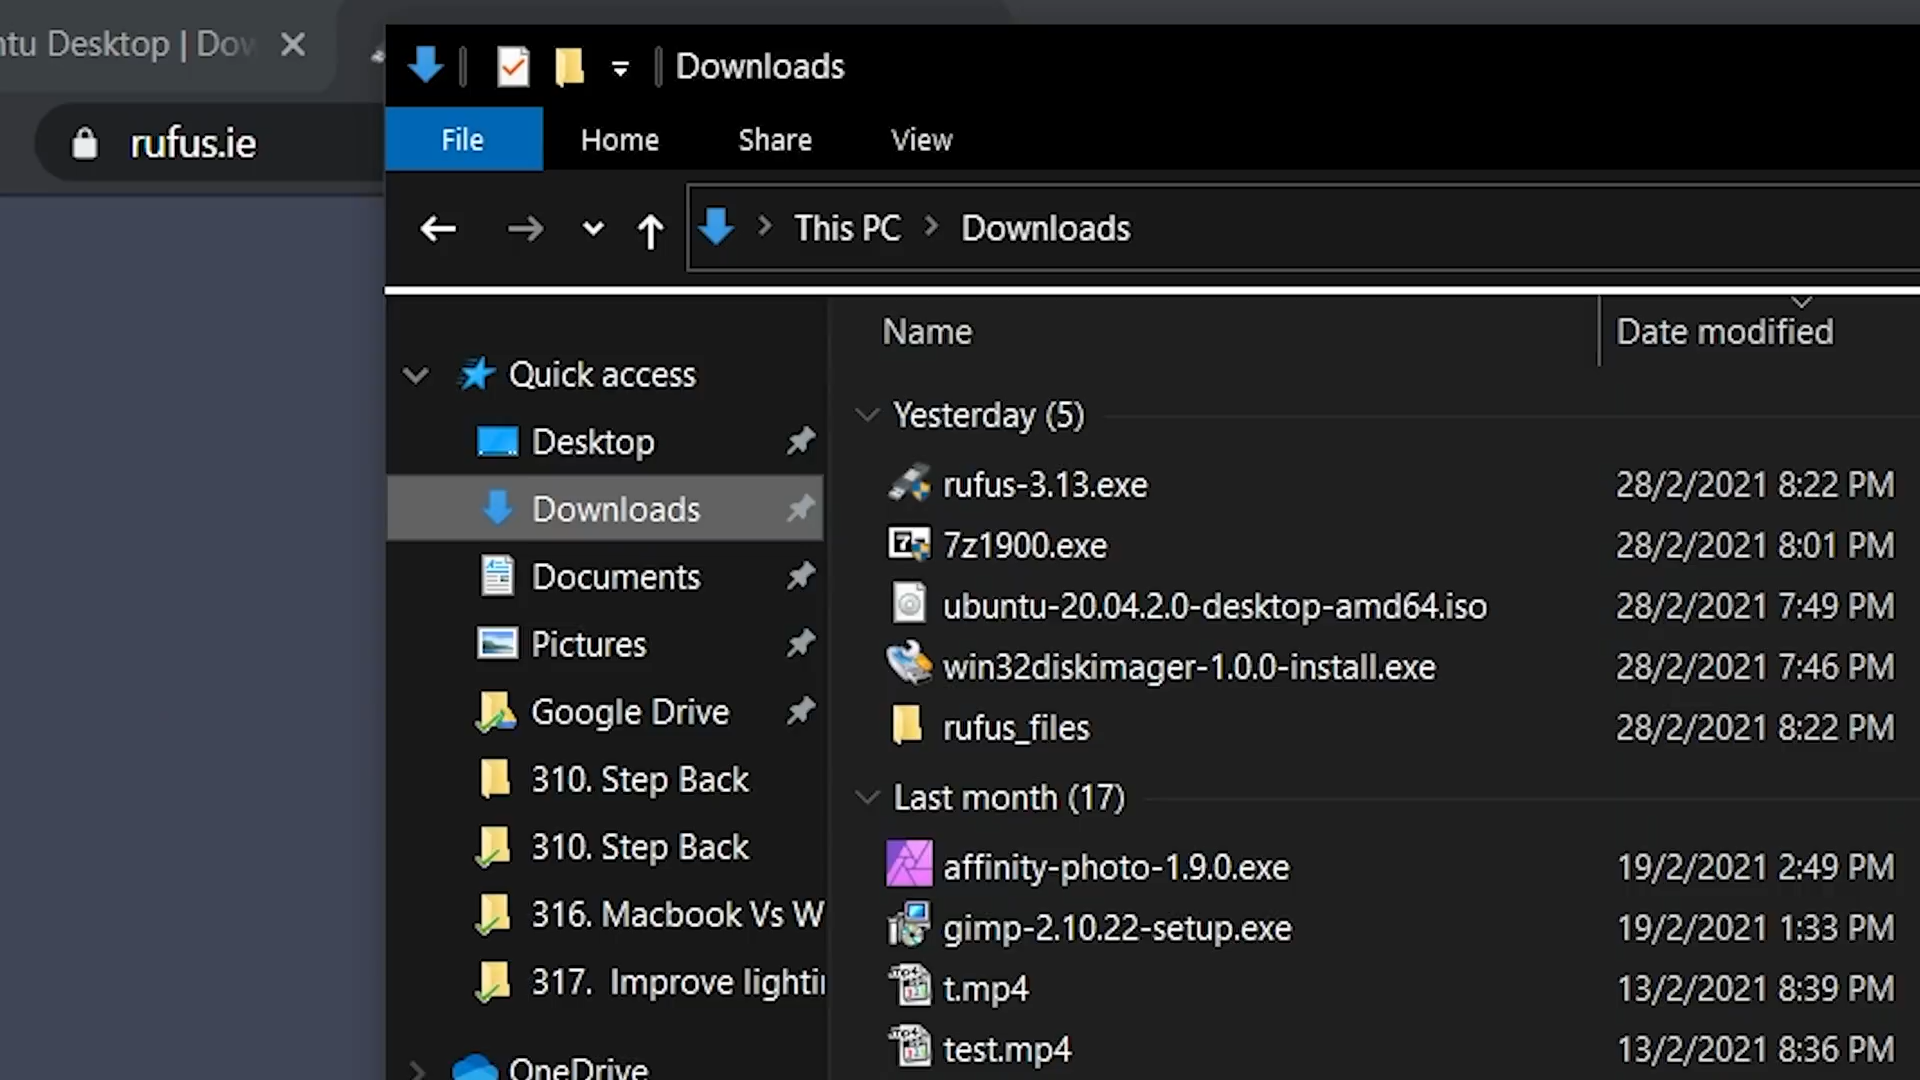 ntu Desktop | Dow
rufus.ie
Downloads
File Home Share View
This PC > Downloads
Quick access
Desktop
Downloads
Documents
Pictures
Google Drive
310. Step Back
310. Step Back
316. Macbook Vs W
317. Improve lightin
OneDrive
Name Date modified
Yesterday (5)
rufus-3.13.exe 28/2/2021 8:22 PM
7z1900.exe 28/2/2021 8:01 PM
ubuntu-20.04.2.0-desktop-amd64.iso 28/2/2021 7:49 PM
win32diskimager-1.0.0-install.exe 28/2/2021 7:46 PM
rufus_files 28/2/2021 8:22 PM
Last month (17)
affinity-photo-1.9.0.exe 19/2/2021 2:49 PM
gimp-2.10.22-setup.exe 19/2/2021 1:33 PM
t.mp4 13/2/2021 8:39 PM
test.mp4 13/2/2021 8:36 PM